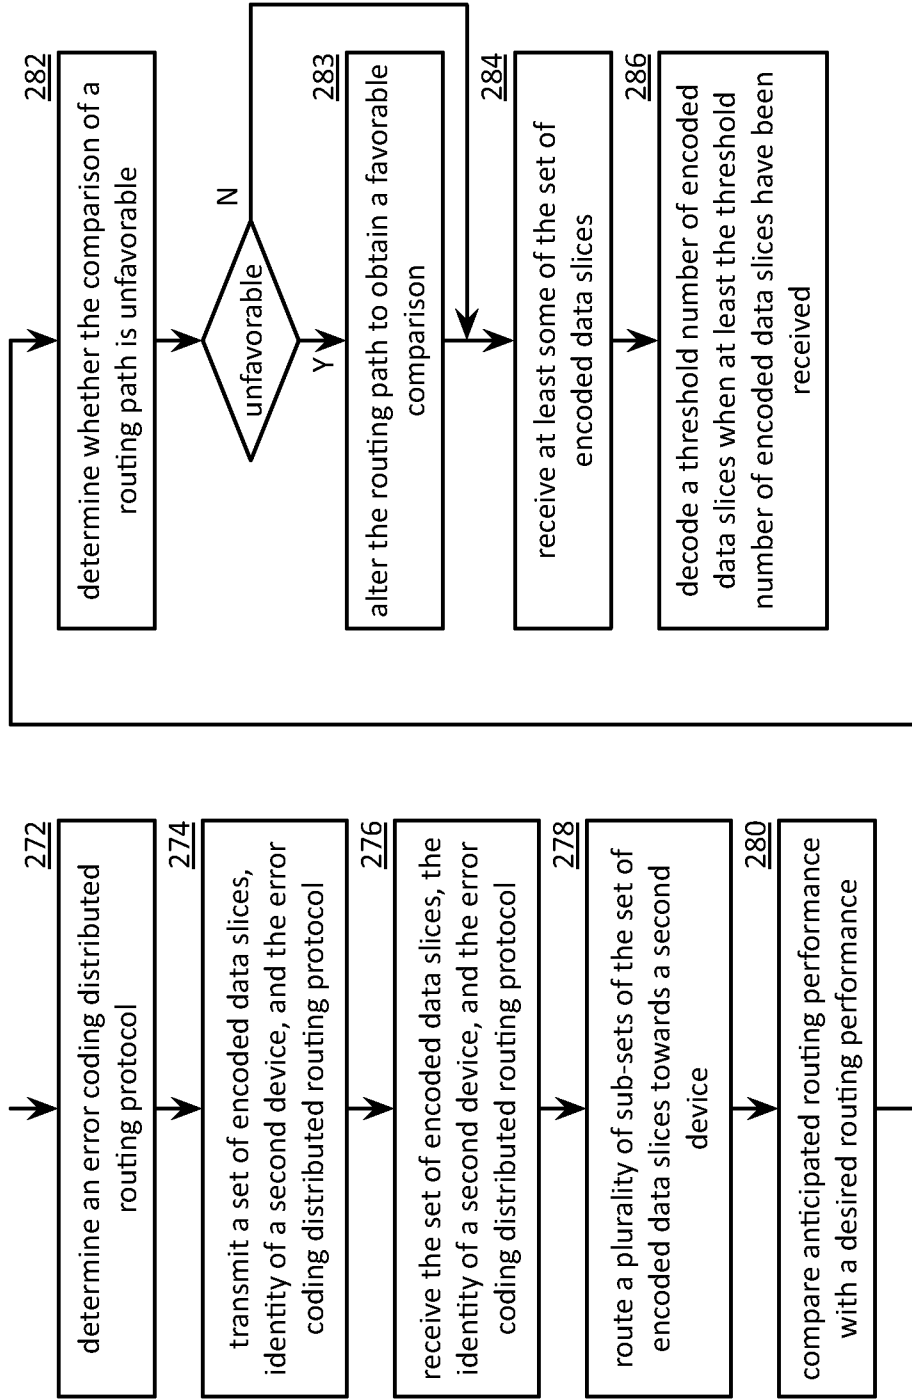 272
determine an error coding distributed
routing protocol
274
transmit a set of encoded data slices,
identity of a second device, and the error
coding distributed routing protocol
276
receive the set of encoded data slices, the
identity of a second device, and the error
coding distributed routing protocol
278
route a plurality of sub-sets of the set of
encoded data slices towards a second
device
280
compare anticipated routing performance
with a desired routing performance
282
determine whether the comparison of a
routing path is unfavorable
unfavorable
N
Y
283
alter the routing path to obtain a favorable
comparison
284
receive at least some of the set of
encoded data slices
286
decode a threshold number of encoded
data slices when at least the threshold
number of encoded data slices have been
received